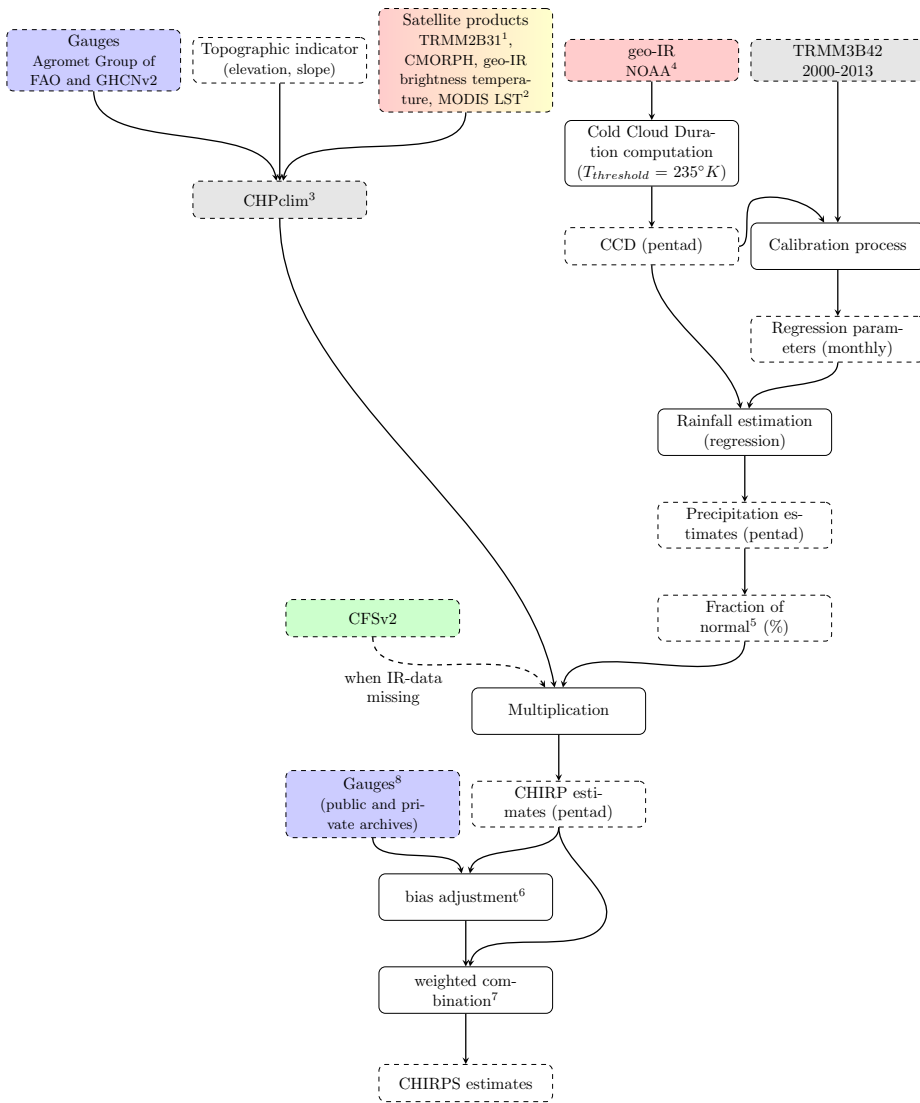 Gauges
Agromet Group of
FAO and GHCNv2
Topographic indicator
(elevation, slope)
Satellite products
TRMM2B31¹,
CMORPH, geo-IR
brightness tempera-
ture, MODIS LST²
geo-IR
NOAA⁴
TRMM3B42
2000-2013
Cold Cloud Dura-
tion computation
(T_threshold = 235°K)
CHPclim³
CCD (pentad)
Calibration process
Regression param-
eters (monthly)
Rainfall estimation
(regression)
Precipitation es-
timates (pentad)
Fraction of
normal⁵ (%)
CFSv2
when IR-data
missing
Multiplication
Gauges⁸
(public and pri-
vate archives)
CHIRP esti-
mates (pentad)
bias adjustment⁶
weighted com-
bination⁷
CHIRPS estimates